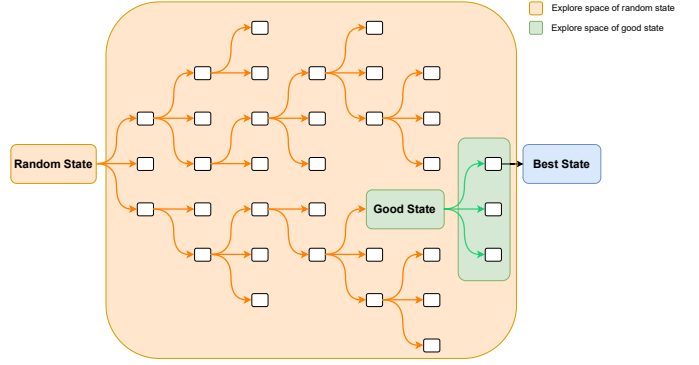 Explore space of random state
Explore space of good state
Random State
Best State
Good State